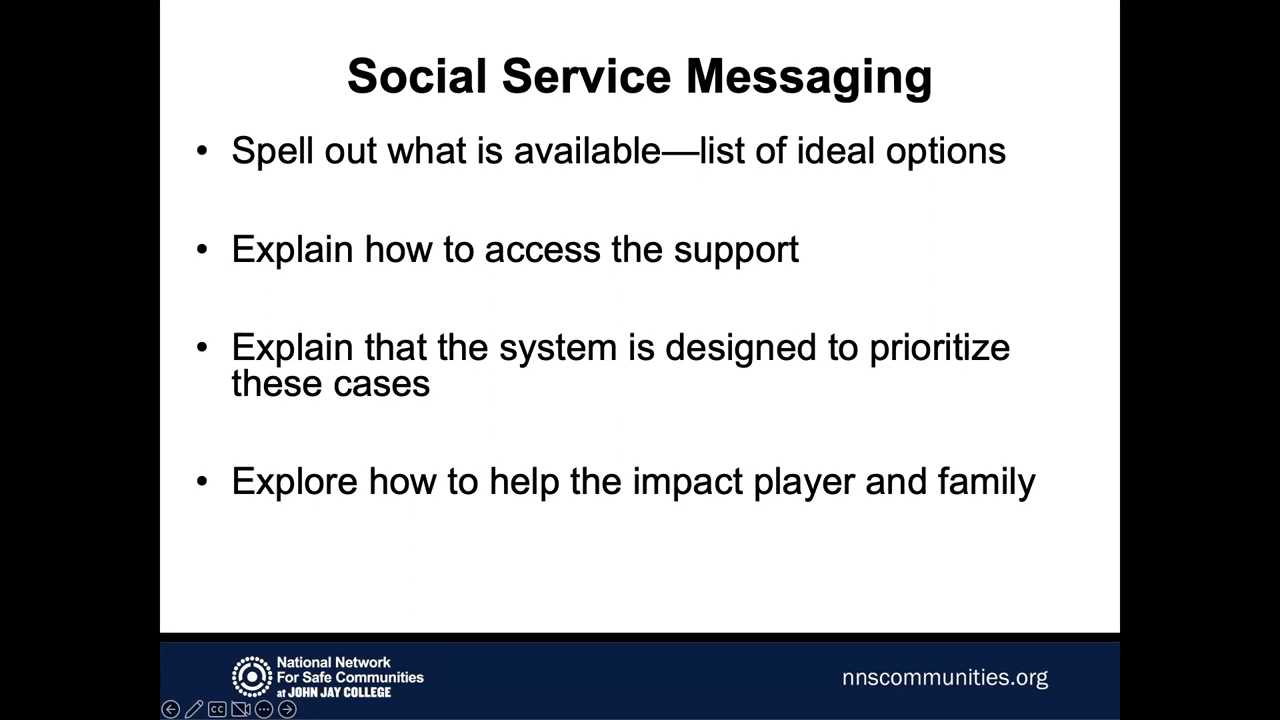 Social Service Messaging
• Spell out what is available—list of ideal options
• Explain how to access the support
• Explain that the system is designed to prioritize
these cases
• Explore how to help the impact player and family
National Network
For Safe Communities
at JOHN JAY COLLEGE
nnscommunities.org
CC